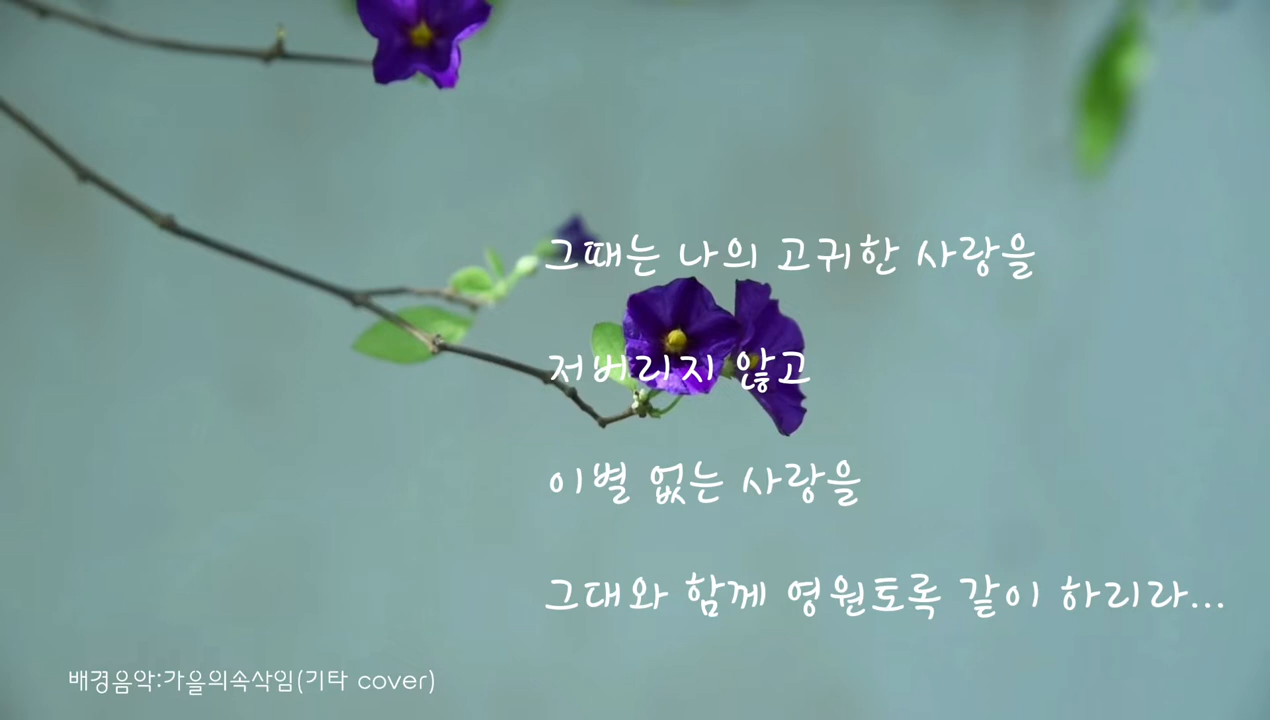 그때는 나의 고귀한 사랑을
저버리지 않고
이별 없는 사랑을
그대와 함께 영원토록 같이 하리라...
배경음악:가을의속삭임(기타 cover)